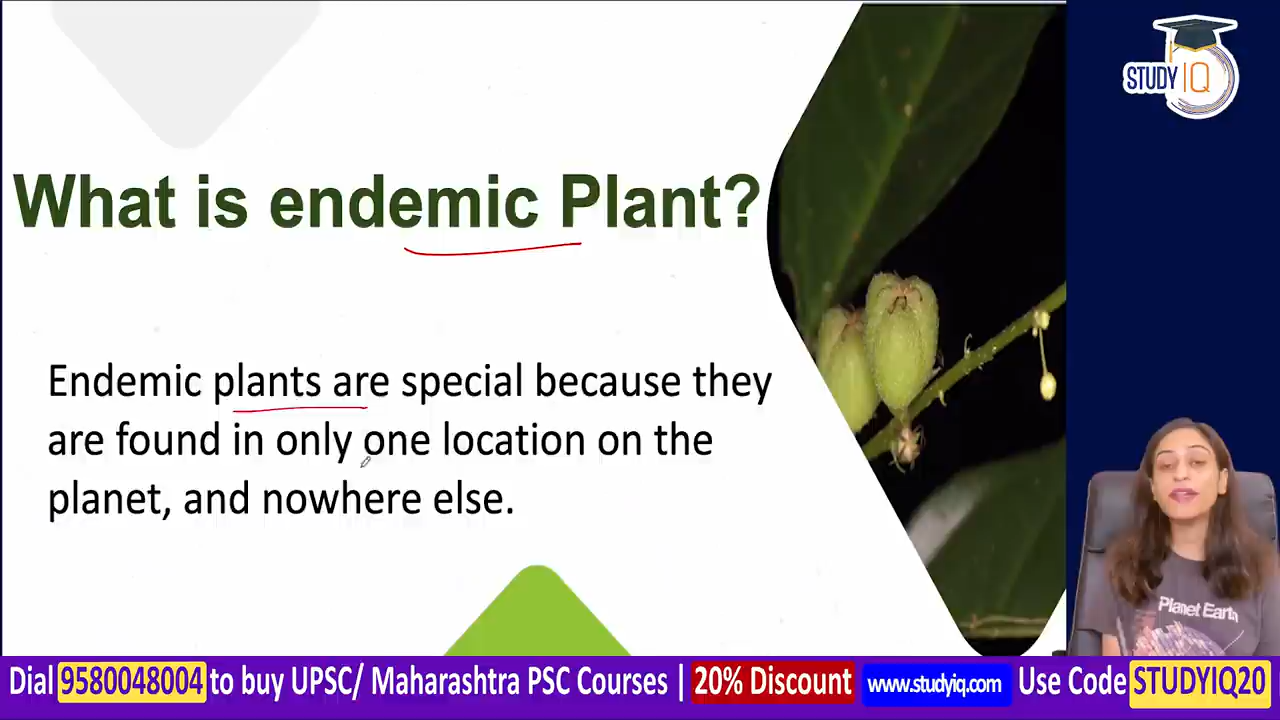 STUDY IQ
What is endemic Plant?
Endemic plants are special because they
are found in only one location on the
planet, and nowhere else.
Planet Earth
Dial 9580048004 to buy UPSC/ Maharashtra PSC Courses | 20% Discount www.studyiq.com Use Code STUDYIQ20